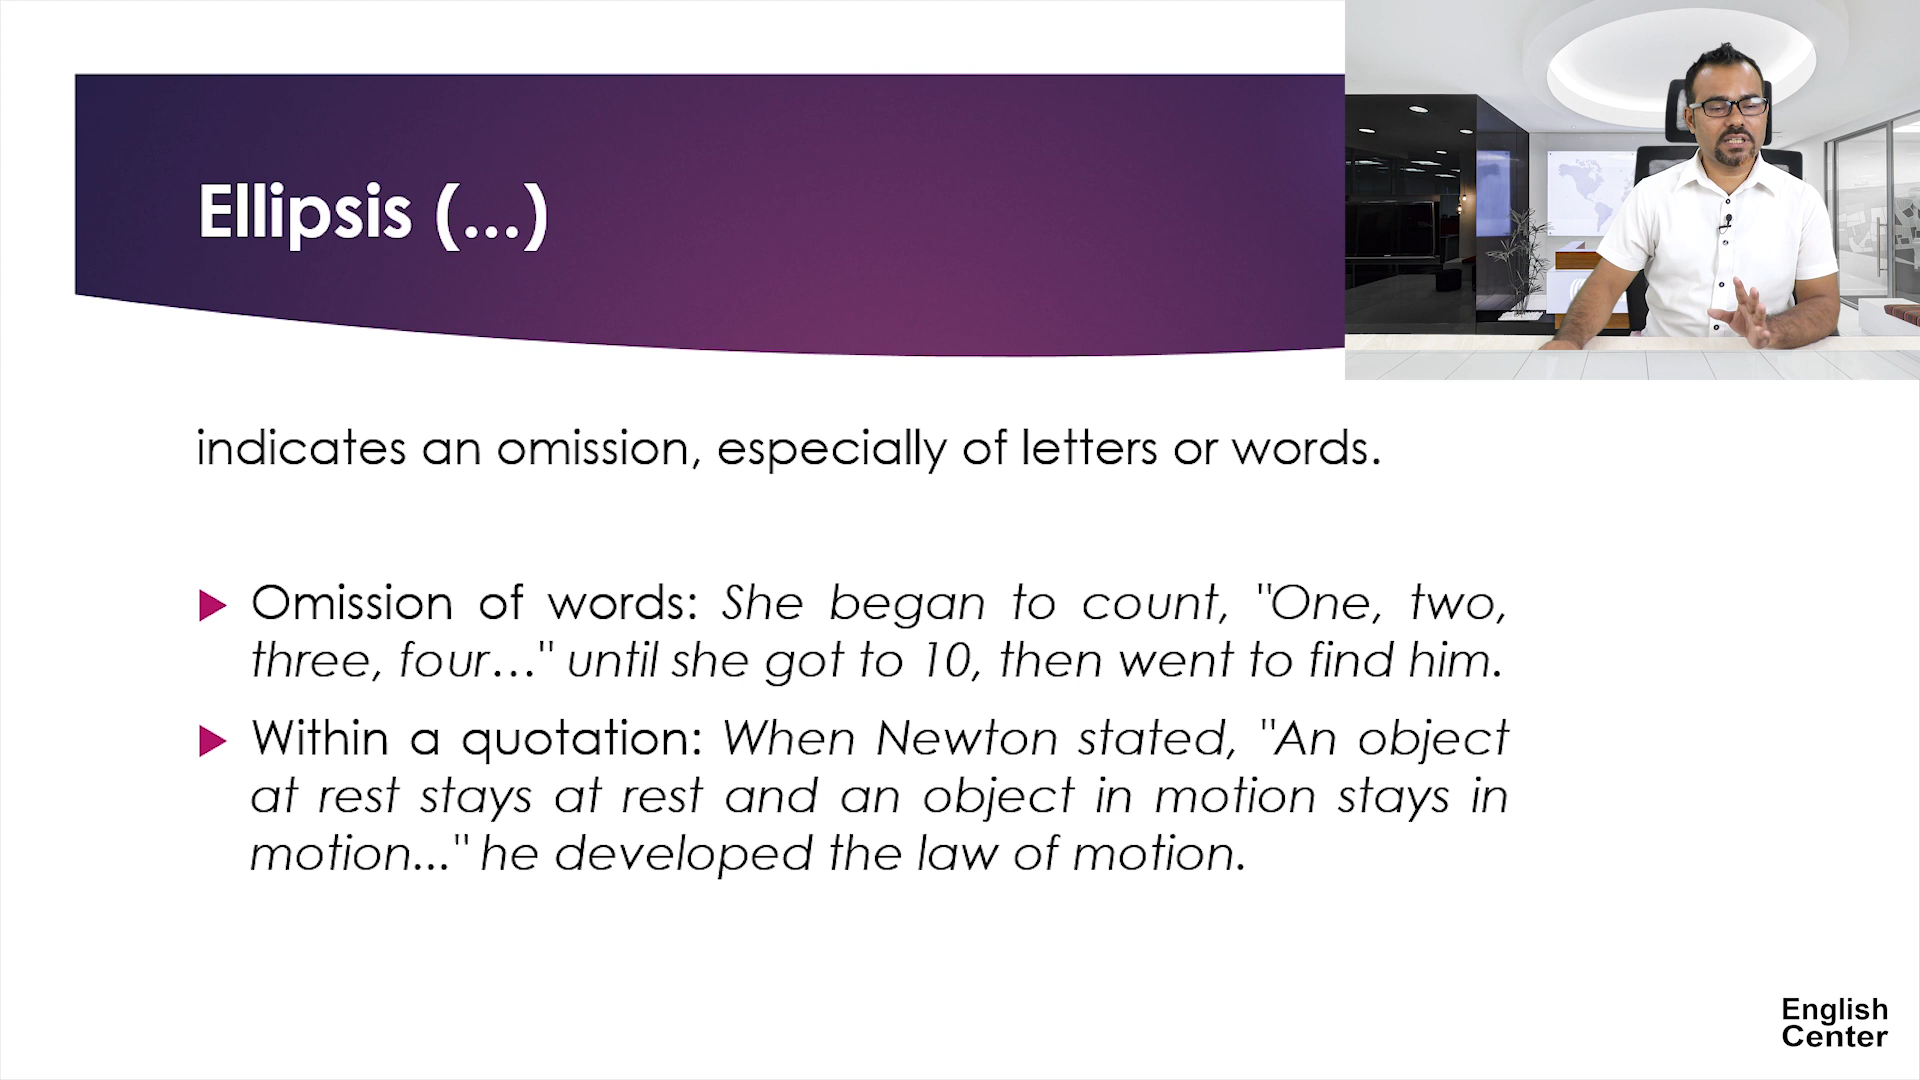 Ellipsis (...)
indicates an omission, especially of letters or words.
Omission of words: She began to count, "One, two,
three, four…" until she got to 10, then went to find him.
Within a quotation: When Newton stated, "An object
at rest stays at rest and an object in motion stays in
motion..." he developed the law of motion.
English
Center